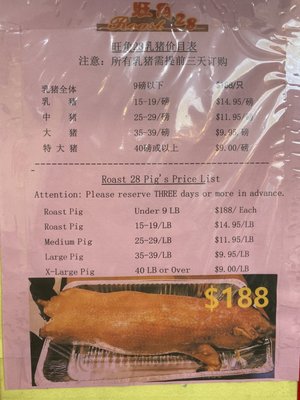 旺角28乳猪价目表
注意：所有乳猪需提前三天订购
乳猪全体 9磅以下 $188/只
乳 猪 15-19/磅 $14.95/磅
中 猪 25-29/磅 $11.95/磅
大 猪 35-39/磅 $9.95/磅
特大猪 40磅或以上 $9.00/磅
Roast 28 Pig's Price List
Attention: Please reserve THREE days or more in advance.
Roast Pig Under 9 LB $188/ Each
Roast Pig 15-19/LB $14.95/LB
Medium Pig 25-29/LB $11.95/LB
Large Pig 35-39/LB $9.95/LB
X-Large Pig 40 LB or Over $9.00/LB
$188